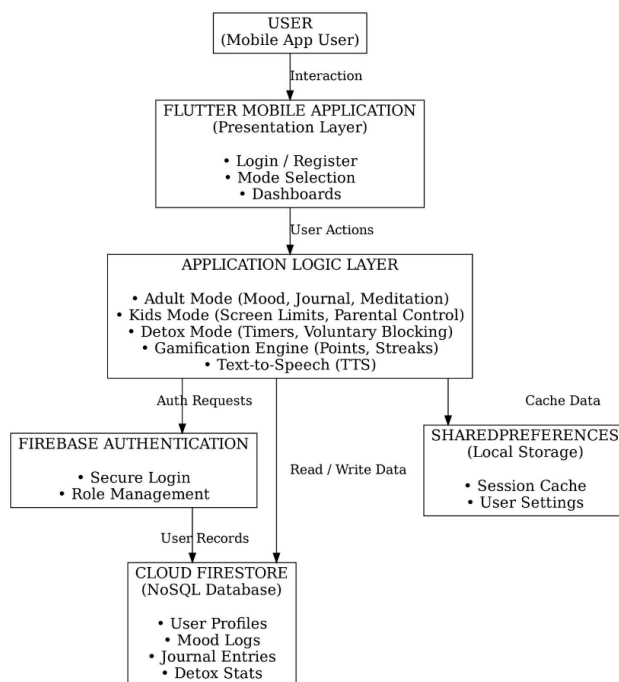 USER
(Mobile App User)
Interaction
FLUTTER MOBILE APPLICATION
(Presentation Layer)
• Login / Register
• Mode Selection
• Dashboards
User Actions
APPLICATION LOGIC LAYER
• Adult Mode (Mood, Journal, Meditation)
• Kids Mode (Screen Limits, Parental Control)
• Detox Mode (Timers, Voluntary Blocking)
• Gamification Engine (Points, Streaks)
• Text-to-Speech (TTS)
Auth Requests
Cache Data
FIREBASE AUTHENTICATION
• Secure Login
• Role Management
Read / Write Data
SHAREDPREFERENCES
(Local Storage)
• Session Cache
• User Settings
User Records
CLOUD FIRESTORE
(NoSQL Database)
• User Profiles
• Mood Logs
• Journal Entries
• Detox Stats